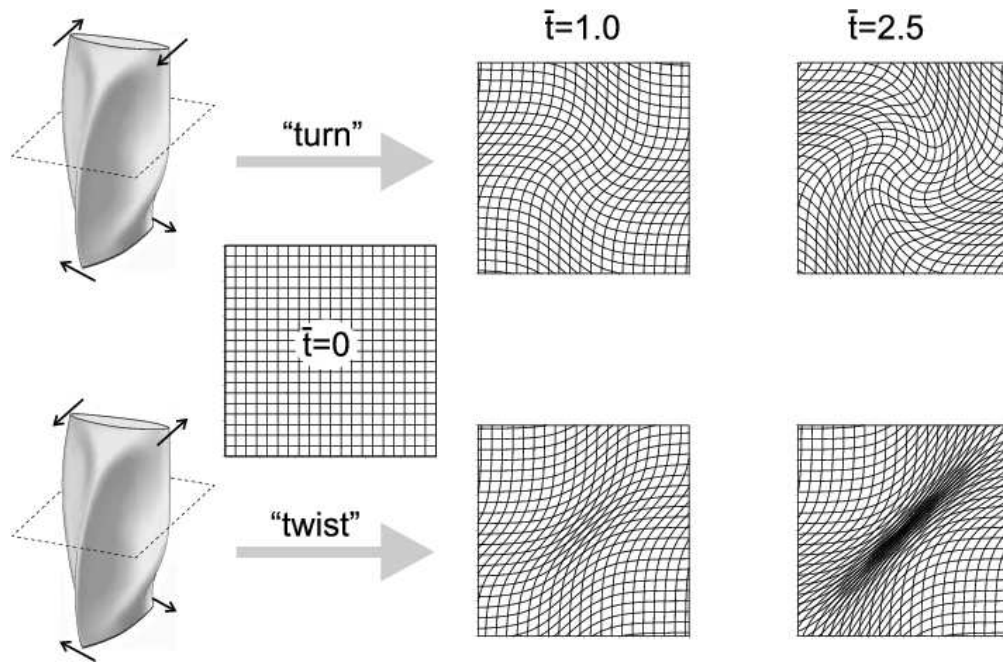 t̄=1.0
t̄=2.5
“turn”
t̄=0
“twist”